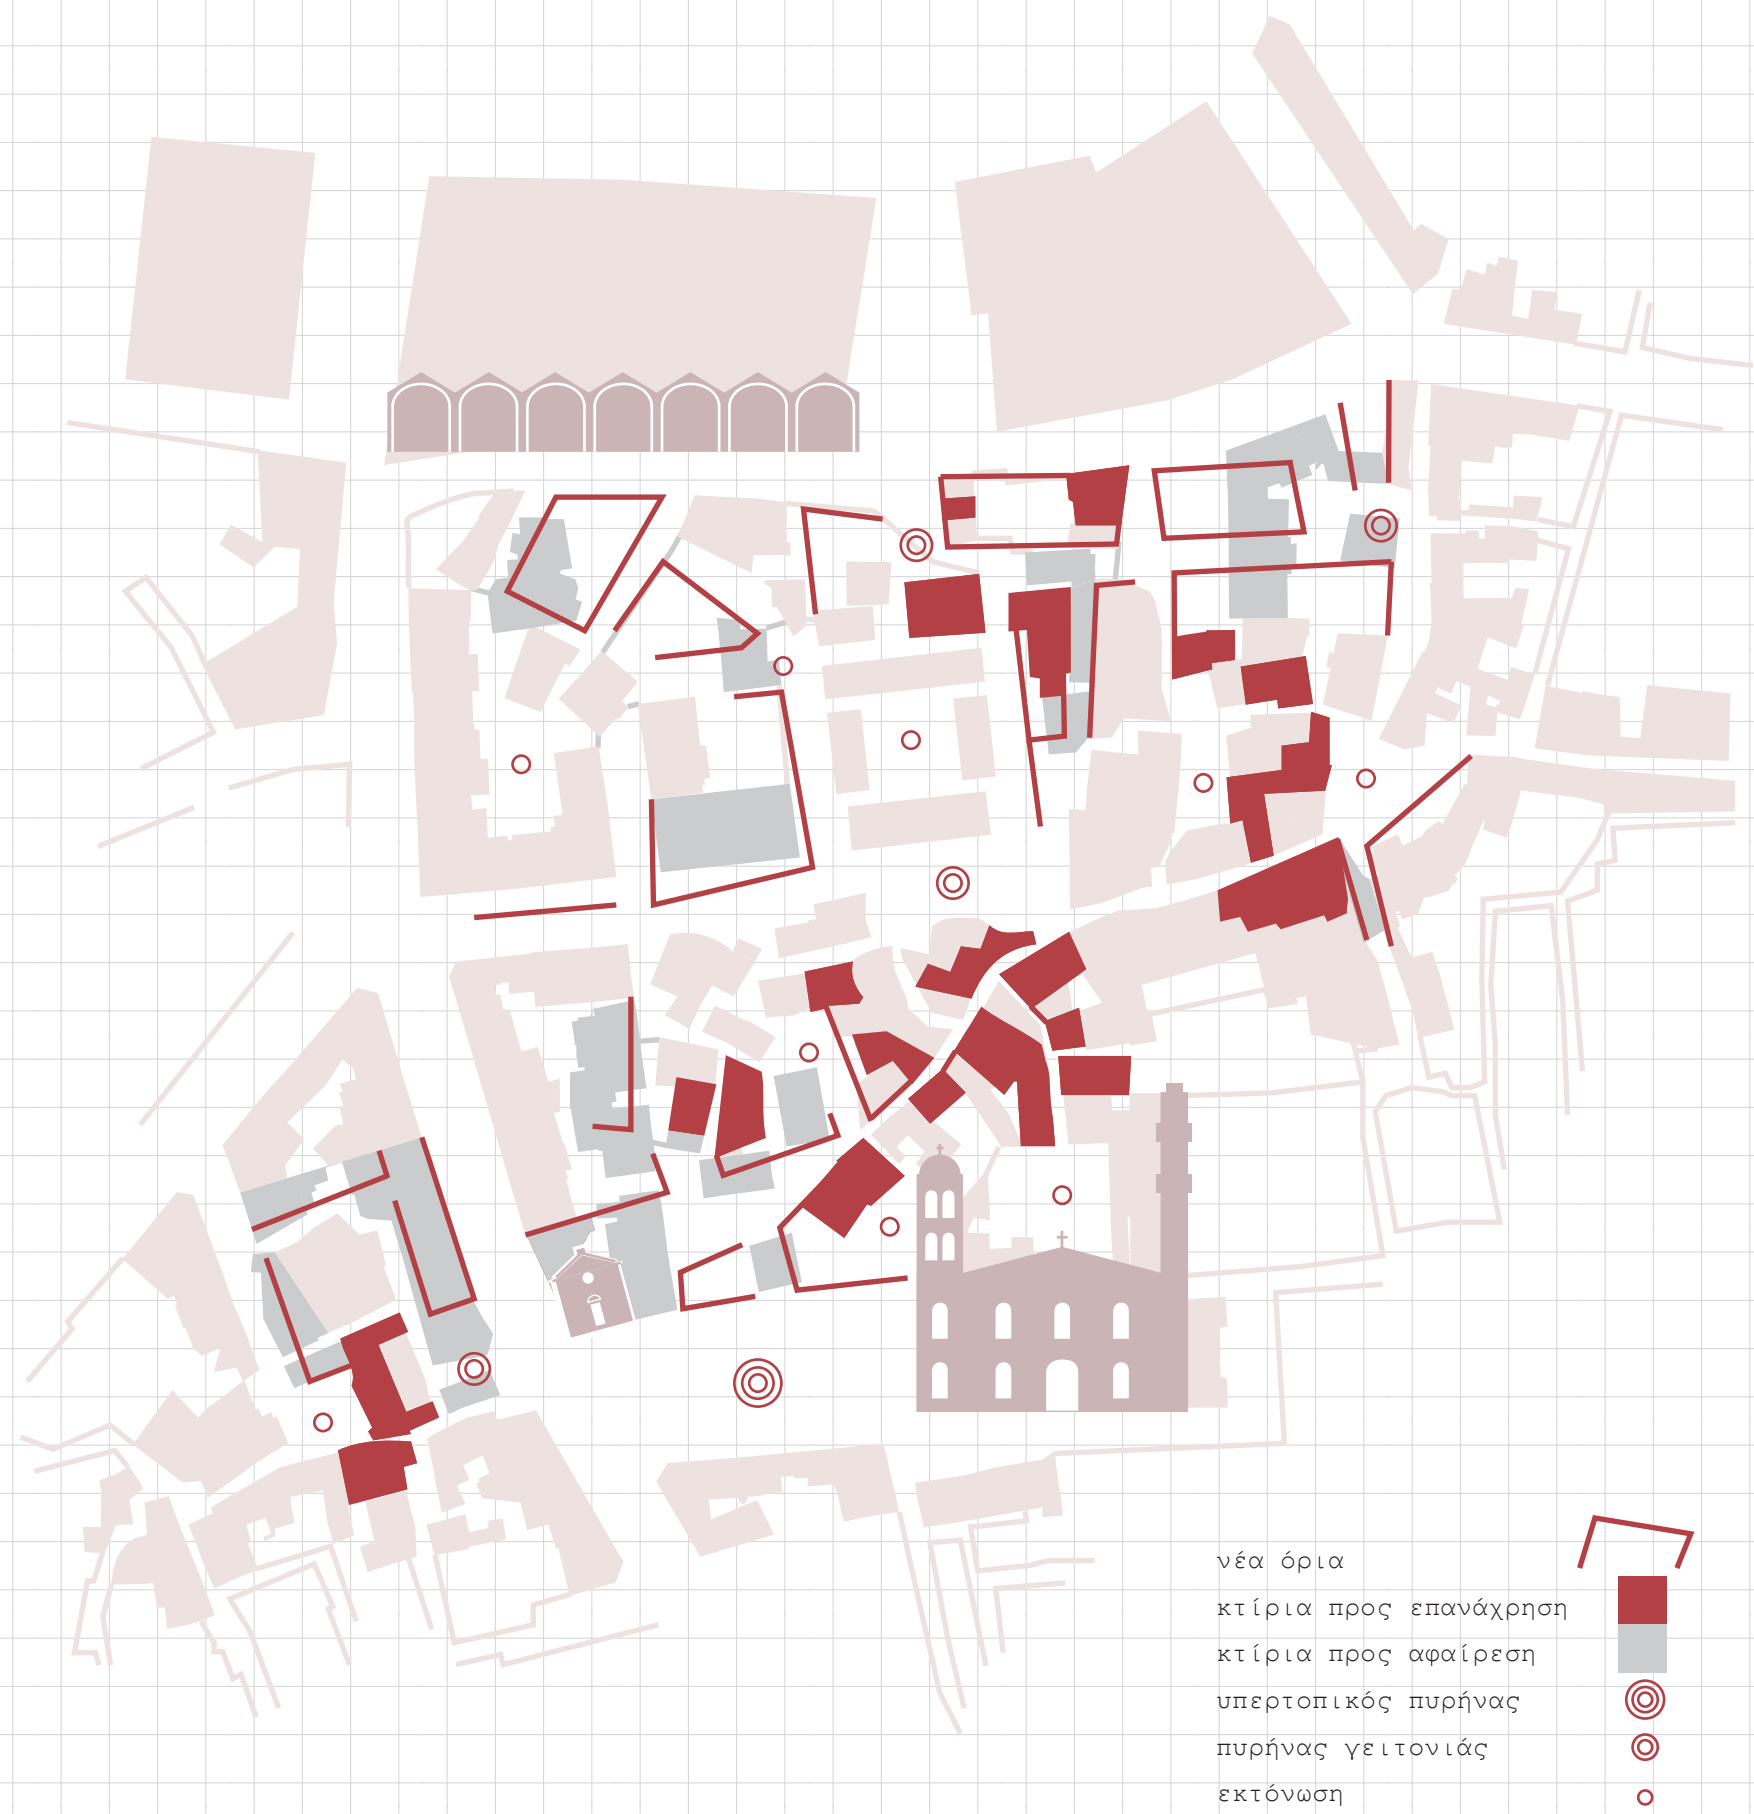 νέα όρια
κτίρια προς επανάχρηση
κτίρια προς αφαίρεση
υπερτοπικός πυρήνας
πυρήνας γειτονιάς
εκτόνωση